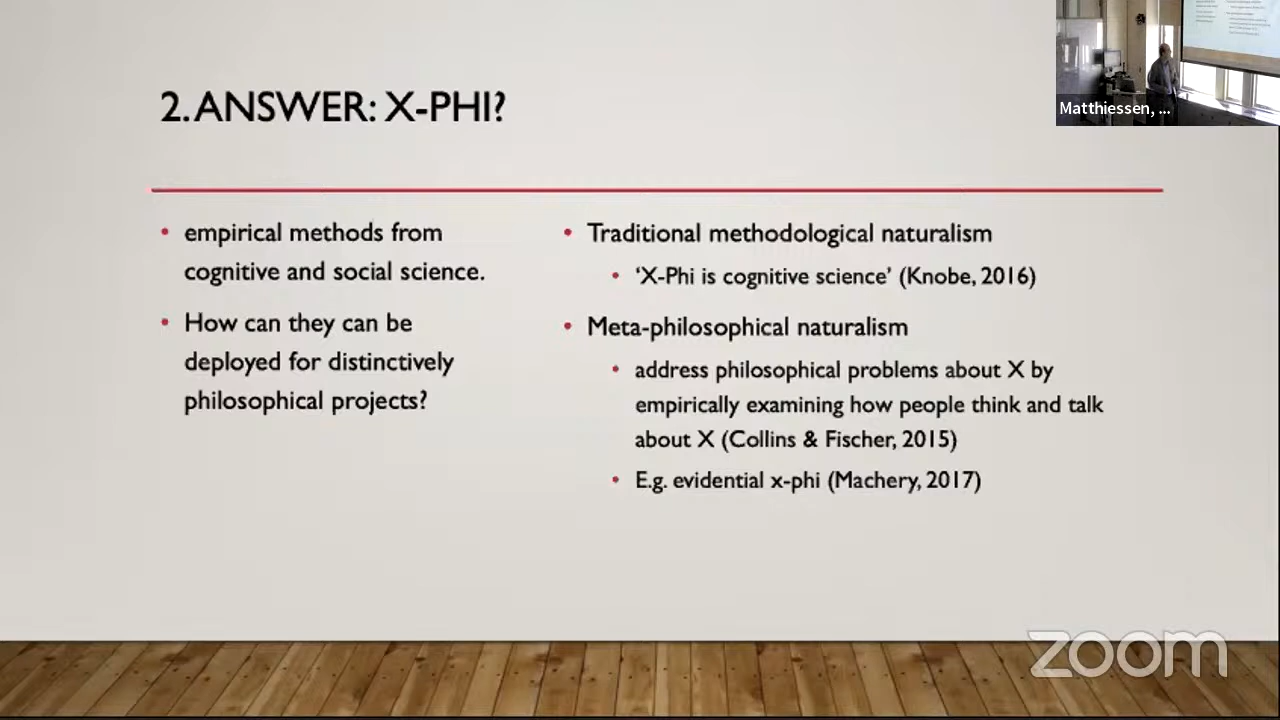 2. ANSWER: X-PHI?
• empirical methods from
cognitive and social science.
• How can they can be
deployed for distinctively
philosophical projects?
• Traditional methodological naturalism
• ‘X-Phi is cognitive science’ (Knobe, 2016)
• Meta-philosophical naturalism
• address philosophical problems about X by
empirically examining how people think and talk
about X (Collins & Fischer, 2015)
• E.g. evidential x-phi (Machery, 2017)
Matthiessen, ...
zoom